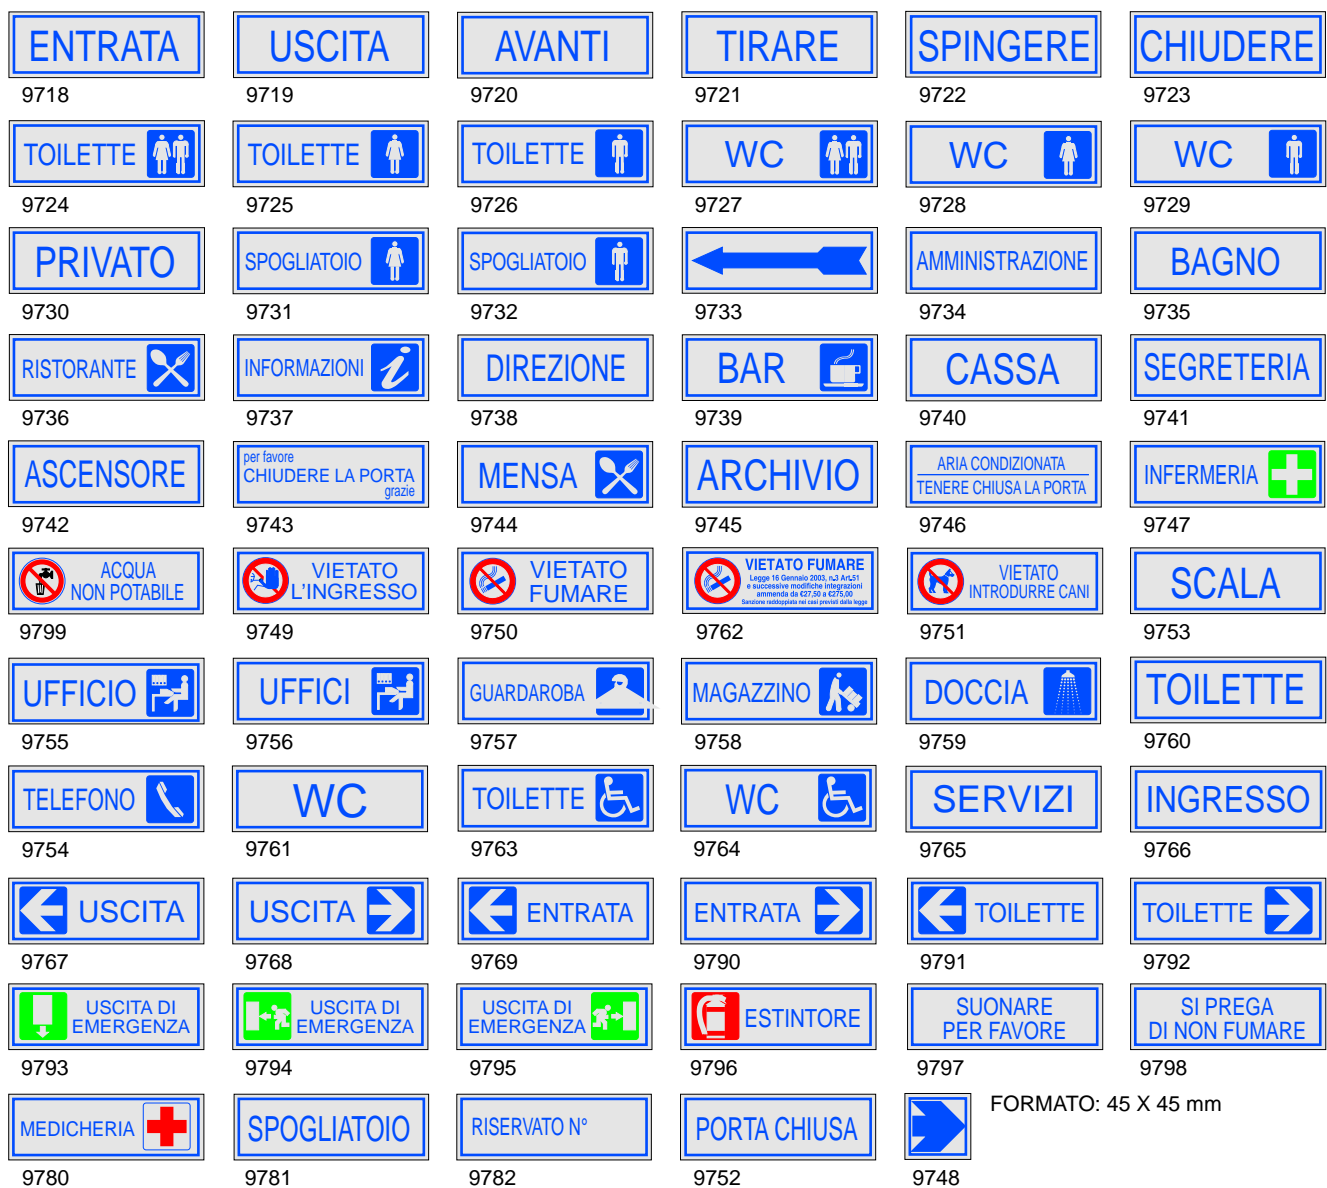 ENTRATA
USCITA
AVANTI
TIRARE
SPINGERE
CHIUDERE
9718
9719
9720
9721
9722
9723
TOILETTE
TOILETTE
TOILETTE
WC
WC
WC
9724
9725
9726
9727
9728
9729
PRIVATO
SPOGLIATOIO
SPOGLIATOIO
AMMINISTRAZIONE
BAGNO
9730
9731
9732
9733
9734
9735
RISTORANTE
INFORMAZIONI
i
DIREZIONE
BAR
CASSA
SEGRETERIA
9736
9737
9738
9739
9740
9741
ASCENSORE
per favore
CHIUDERE LA PORTA
grazie
MENSA
ARCHIVIO
ARIA CONDIZIONATA
TENERE CHIUSA LA PORTA
INFERMERIA
9742
9743
9744
9745
9746
9747
ACQUA
NON POTABILE
VIETATO
L'INGRESSO
VIETATO
FUMARE
VIETATO FUMARE
Legge 16 Gennaio 2003, n.3 Art.51
e successive modifiche integrazioni
ammenda da €27,50 a €275,00
Sanzione raddoppiata nei casi previsti dalla legge
VIETATO
INTRODURRE CANI
SCALA
9799
9749
9750
9762
9751
9753
UFFICIO
UFFICI
GUARDAROBA
MAGAZZINO
DOCCIA
TOILETTE
9755
9756
9757
9758
9759
9760
TELEFONO
WC
TOILETTE
WC
SERVIZI
INGRESSO
9754
9761
9763
9764
9765
9766
USCITA
USCITA
ENTRATA
ENTRATA
TOILETTE
TOILETTE
9767
9768
9769
9790
9791
9792
USCITA DI
EMERGENZA
USCITA DI
EMERGENZA
USCITA DI
EMERGENZA
ESTINTORE
SUONARE
PER FAVORE
SI PREGA
DI NON FUMARE
9793
9794
9795
9796
9797
9798
MEDICHERIA
SPOGLIATOIO
RISERVATO N°
PORTA CHIUSA
FORMATO: 45 X 45 mm
9780
9781
9782
9752
9748